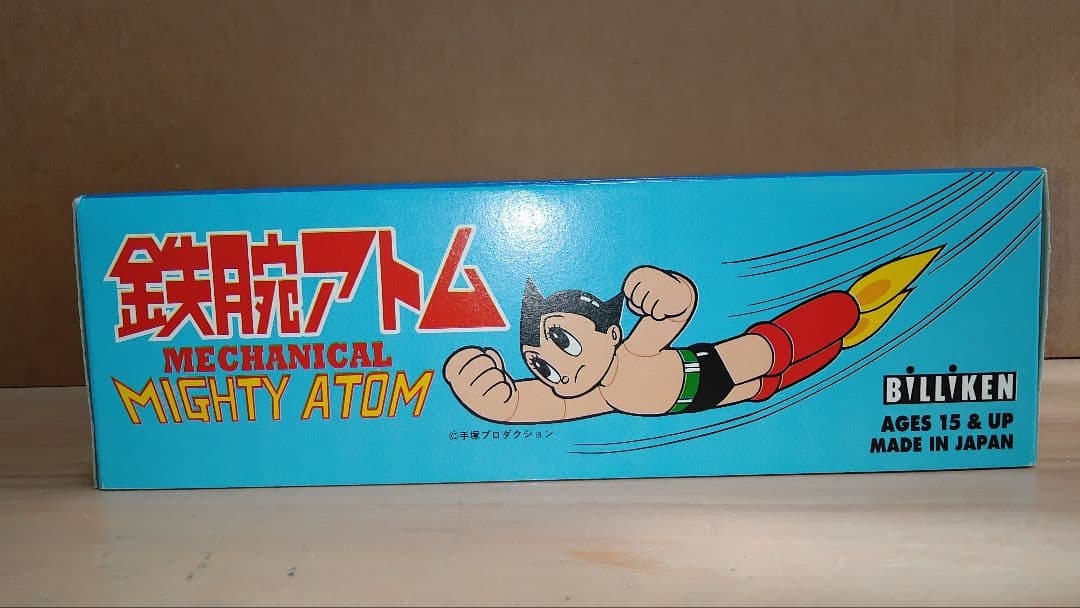 鉄腕アトム
MECHANICAL
MIGHTY ATOM
©手塚プロダクション
BILLIKEN
AGES 15 & UP
MADE IN JAPAN